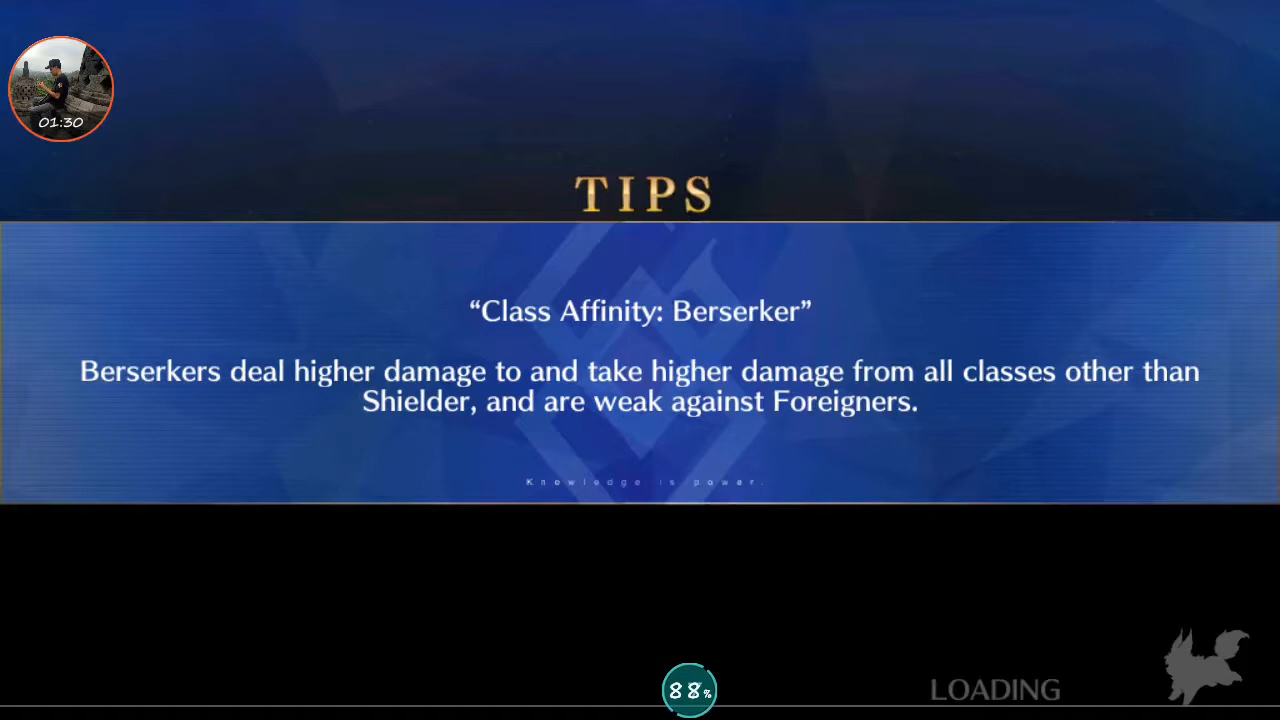 01:30
TIPS
“Class Affinity: Berserker”
Berserkers deal higher damage to and take higher damage from all classes other than
Shielder, and are weak against Foreigners.
Knowledge is power.
88%
LOADING